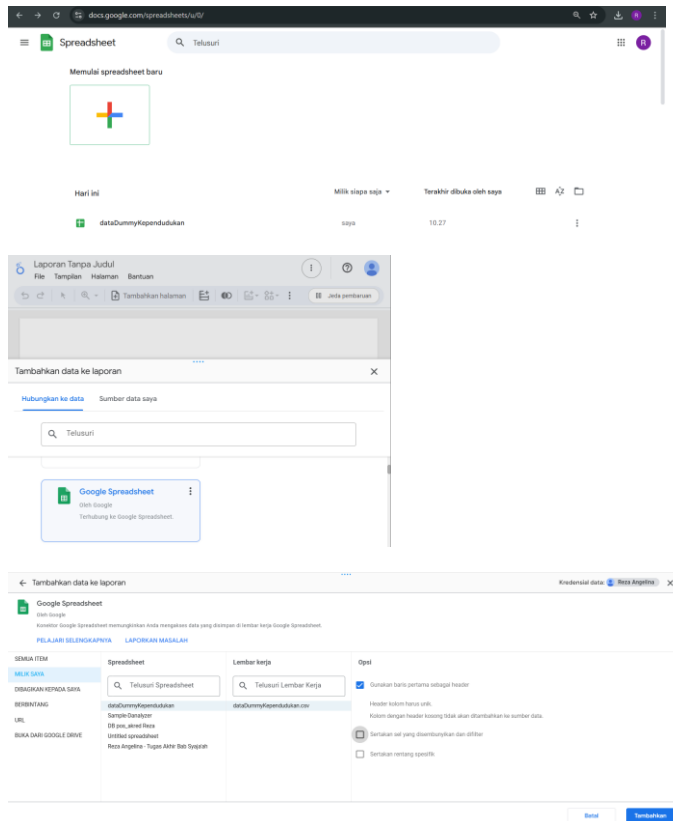 docs.google.com/spreadsheets/u/0/
R
Spreadsheet
Telusuri
R
Memulai spreadsheet baru
Hari ini
Milik siapa saja
Terakhir dibuka oleh saya
dataDummyKependudukan
saya
10.27
Laporan Tanpa Judul
File Tampilan Halaman Bantuan
Tambahkan halaman
Jeda pembaruan
Tambahkan data ke laporan
Hubungkan ke data
Sumber data saya
Telusuri
Google Spreadsheet
Oleh Google
Terhubung ke Google Spreadsheet.
Tambahkan data ke laporan
Kredensial data: Reza Angelina
Google Spreadsheet
Oleh Google
Konektor Google Spreadsheet memungkinkan Anda mengakses data yang disimpan di lembar kerja Google Spreadsheet.
PELAJARI SELENGKAPNYA
LAPORKAN MASALAH
SEMUA ITEM
MILIK SAYA
DIBAGIKAN KEPADA SAYA
BERBINTANG
URL
BUKA DARI GOOGLE DRIVE
Spreadsheet
Telusuri Spreadsheet
dataDummyKependudukan
Sample-Danalyzer
DB pos_akred Reza
Untitled spreadsheet
Reza Angelina - Tugas Akhir Bab Syajarah
Lembar kerja
Telusuri Lembar Kerja
dataDummyKependudukan.csv
Opsi
Gunakan baris pertama sebagai header
Header kolom harus unik.
Kolom dengan header kosong tidak akan ditambahkan ke sumber data.
Sertakan sel yang disembunyikan dan difilter
Sertakan rentang spesifik
Batal
Tambahkan